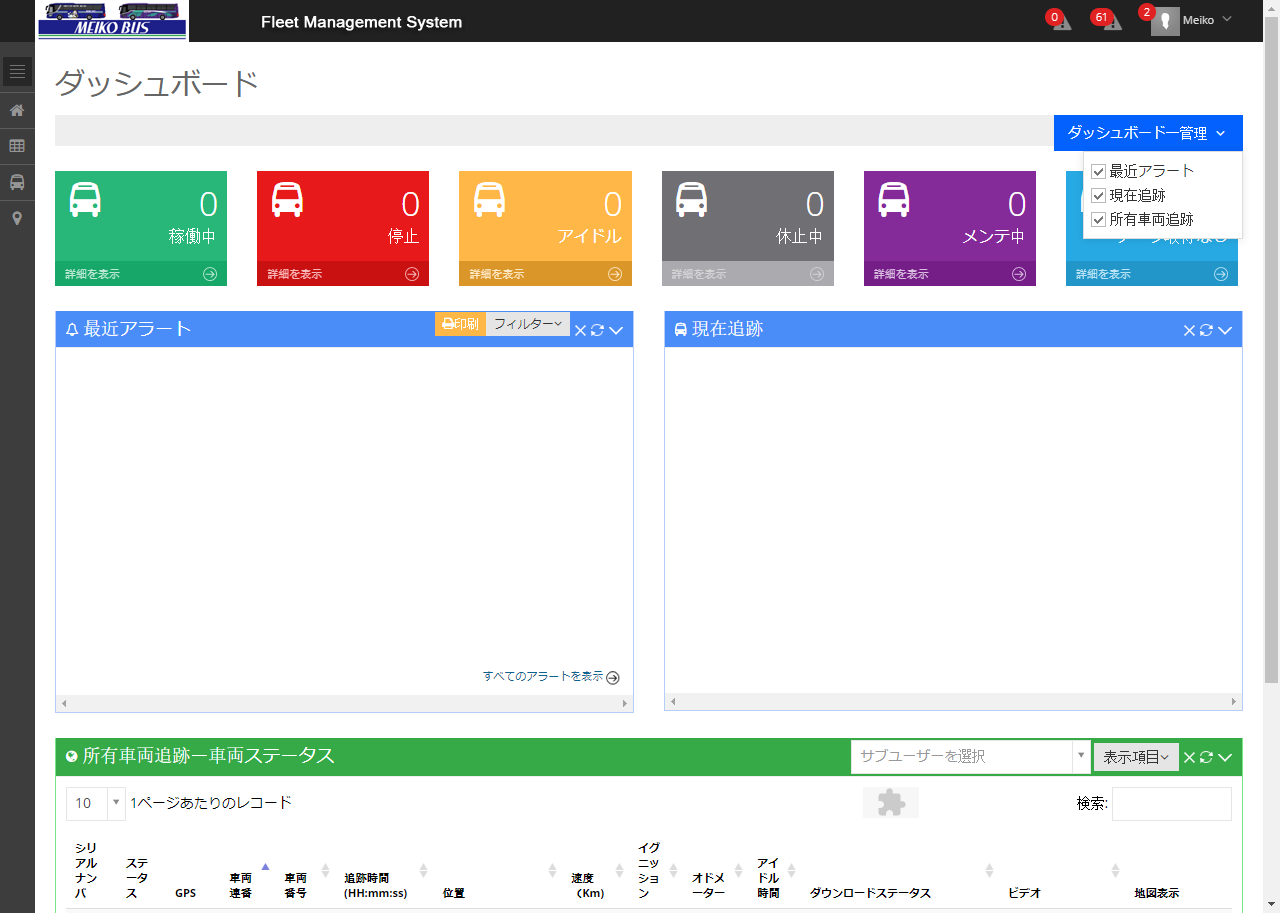 MEIKO BUS
Fleet Management System
0
61
2
Meiko
ダッシュボード
ダッシュボード一管理
最近アラート
現在追跡
所有車両追跡
0
稼働中
詳細を表示
0
停止
詳細を表示
0
アイドル
詳細を表示
0
休止中
詳細を表示
0
メンテ中
詳細を表示
詳細を表示
最近アラート
印刷
フィルター
現在追跡
すべてのアラートを表示
所有車両追跡ー車両ステータス
サブユーザーを選択
表示項目
10
1ページあたりのレコード
検索:
シリ
アル
ナン
バ
ステ
ータ
ス
GPS
車両
連番
車両
番号
追跡時間
(HH:mm:ss)
位置
速度
（Km)
イグ
ニッ
ショ
ン
オドメ
ーター
アイ
ドル
時間
ダウンロードステータス
ビデオ
地図表示